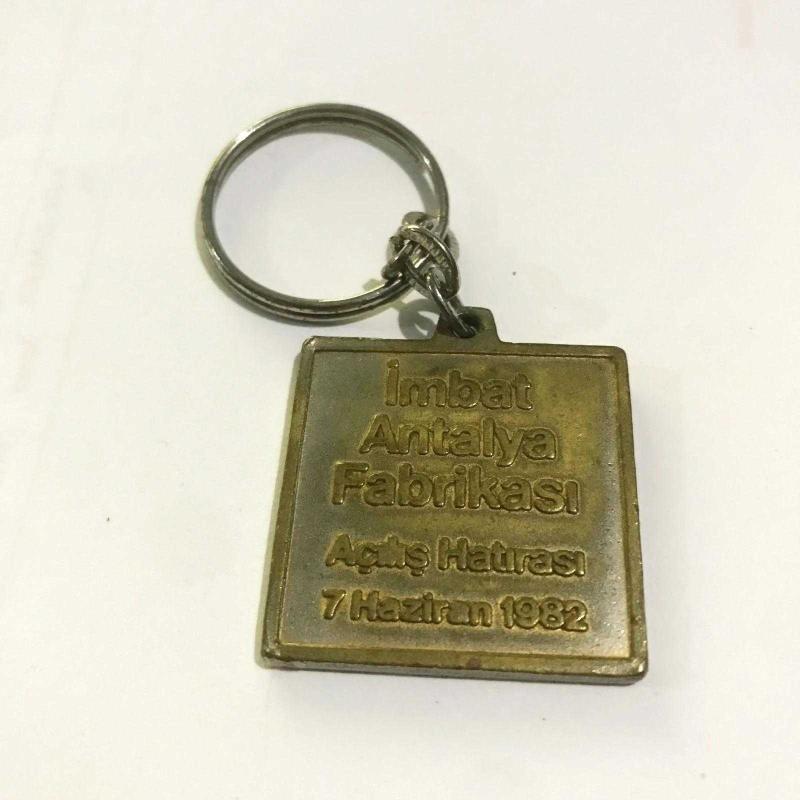 İmbat
Antalya
Fabrikası
Açılış Hatırası
7 Haziran 1982